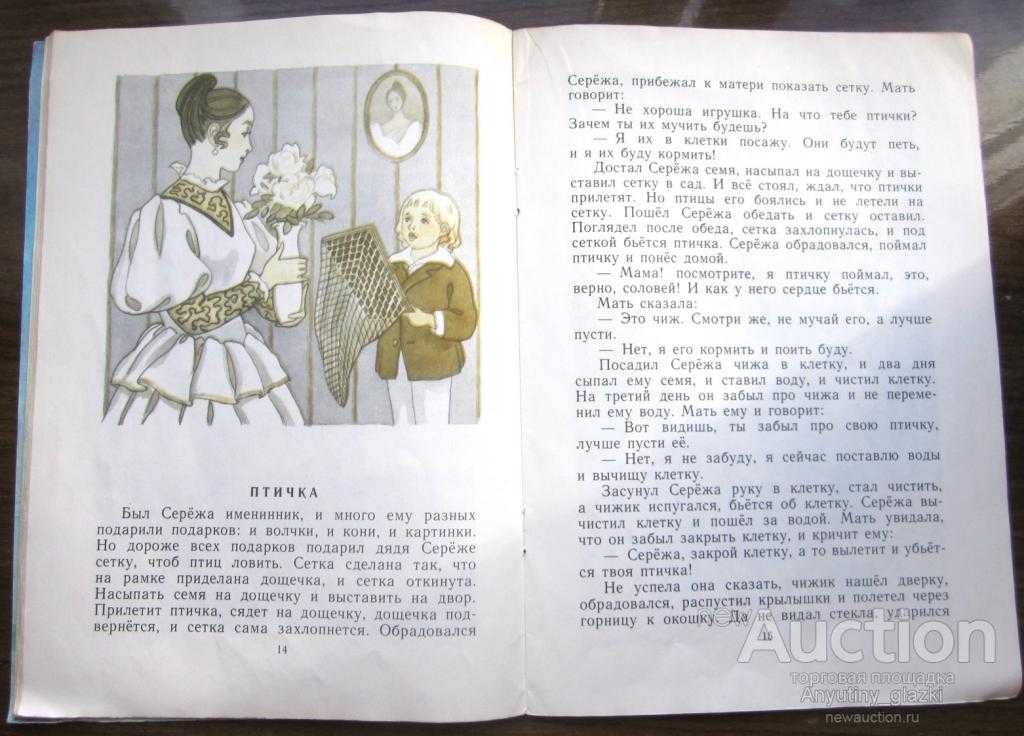 ПТИЧКА
Был Серёжа именинник, и много ему разных
подарили подарков: и волчки, и кони, и картинки.
Но дороже всех подарков подарил дядя Серёже
сетку, чтоб птиц ловить. Сетка сделана так, что
на рамке приделана дощечка, и сетка откинута.
Насыпать семя на дощечку и выставить на двор.
Прилетит птичка, сядет на дощечку, дощечка под-
вернётся, и сетка сама захлопнется. Обрадовался
14
Серёжа, прибежал к матери показать сетку. Мать
говорит:
— Не хороша игрушка. На что тебе птички?
Зачем ты их мучить будешь?
— Я их в клетки посажу. Они будут петь,
и я их буду кормить!
Достал Серёжа семя, насыпал на дощечку и вы-
ставил сетку в сад. И всё стоял, ждал, что птички
прилетят. Но птицы его боялись и не летели на
сетку. Пошёл Серёжа обедать и сетку оставил.
Поглядел после обеда, сетка захлопнулась, и под
сеткой бьётся птичка. Серёжа обрадовался, поймал
птичку и понёс домой.
— Мама! посмотрите, я птичку поймал, это,
верно, соловей! И как у него сердце бьётся.
Мать сказала:
— Это чиж. Смотри же, не мучай его, а лучше
пусти.
— Нет, я его кормить и поить буду.
Посадил Серёжа чижа в клетку, и два дня
сыпал ему семя, и ставил воду, и чистил клетку.
На третий день он забыл про чижа и не переме-
нил ему воду. Мать ему и говорит:
— Вот видишь, ты забыл про свою птичку,
лучше пусти её.
— Нет, я не забуду, я сейчас поставлю воды
и вычищу клетку.
Засунул Серёжа руку в клетку, стал чистить,
а чижик испугался, бьётся об клетку. Серёжа вы-
чистил клетку и пошёл за водой. Мать увидала,
что он забыл закрыть клетку, и кричит ему:
— Серёжа, закрой клетку, а то вылетит и убьёт-
ся твоя птичка!
Не успела она сказать, чижик нашёл дверку,
обрадовался, распустил крылышки и полетел через
горницу к окошку. Да не видал стекла, ударился
15
new
Auction
торговая площадка
Anyutiny_glazki
newauction.ru